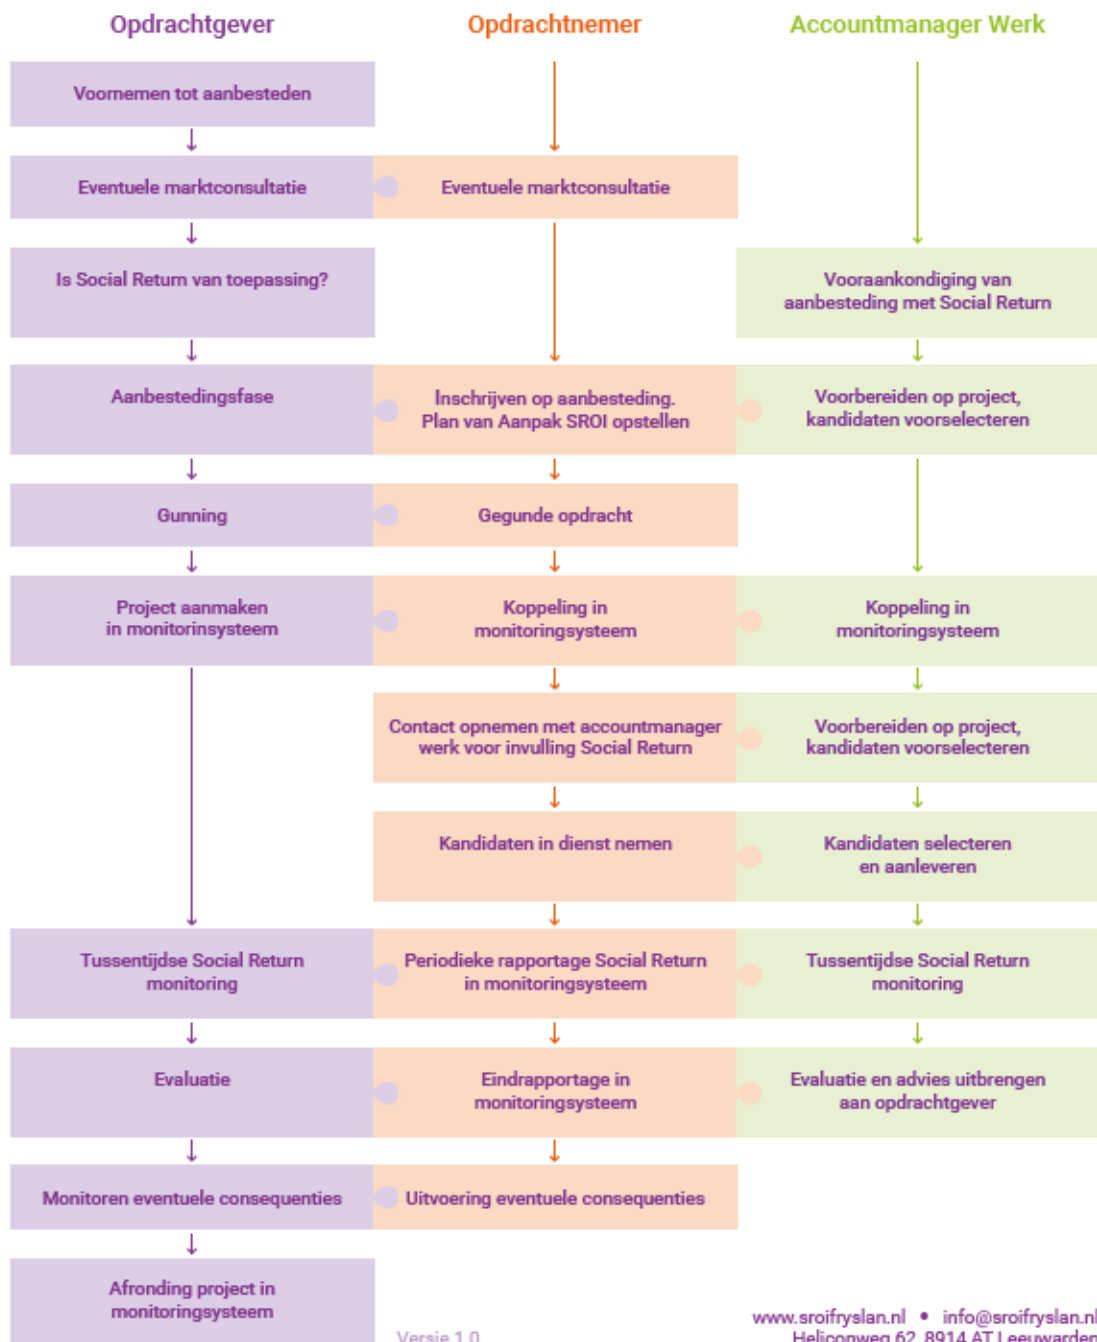 Opdrachtgever
Opdrachtnemer
Accountmanager Werk
Voornemen tot aanbesteden
Eventuele marktconsultatie
Eventuele marktconsultatie
Is Social Return van toepassing?
Vooraankondiging van
aanbesteding met Social Return
Aanbestedingsfase
Inschrijven op aanbesteding.
Plan van Aanpak SROI opstellen
Voorbereiden op project,
kandidaten voorselecteren
Gunning
Gegunde opdracht
Project aanmaken
in monitorinsysteem
Koppeling in
monitoringsysteem
Koppeling in
monitoringsysteem
Contact opnemen met accountmanager
werk voor invulling Social Return
Voorbereiden op project,
kandidaten voorselecteren
Kandidaten in dienst nemen
Kandidaten selecteren
en aanleveren
Tussentijdse Social Return
monitoring
Periodieke rapportage Social Return
in monitoringsysteem
Tussentijdse Social Return
monitoring
Evaluatie
Eindrapportage in
monitoringsysteem
Evaluatie en advies uitbrengen
aan opdrachtgever
Monitoren eventuele consequenties
Uitvoering eventuele consequenties
Afronding project in
monitoringsysteem
Versie 1.0
www.sroifryslan.nl • info@sroifryslan.nl
Heliconweg 62, 8914 AT Leeuwarden